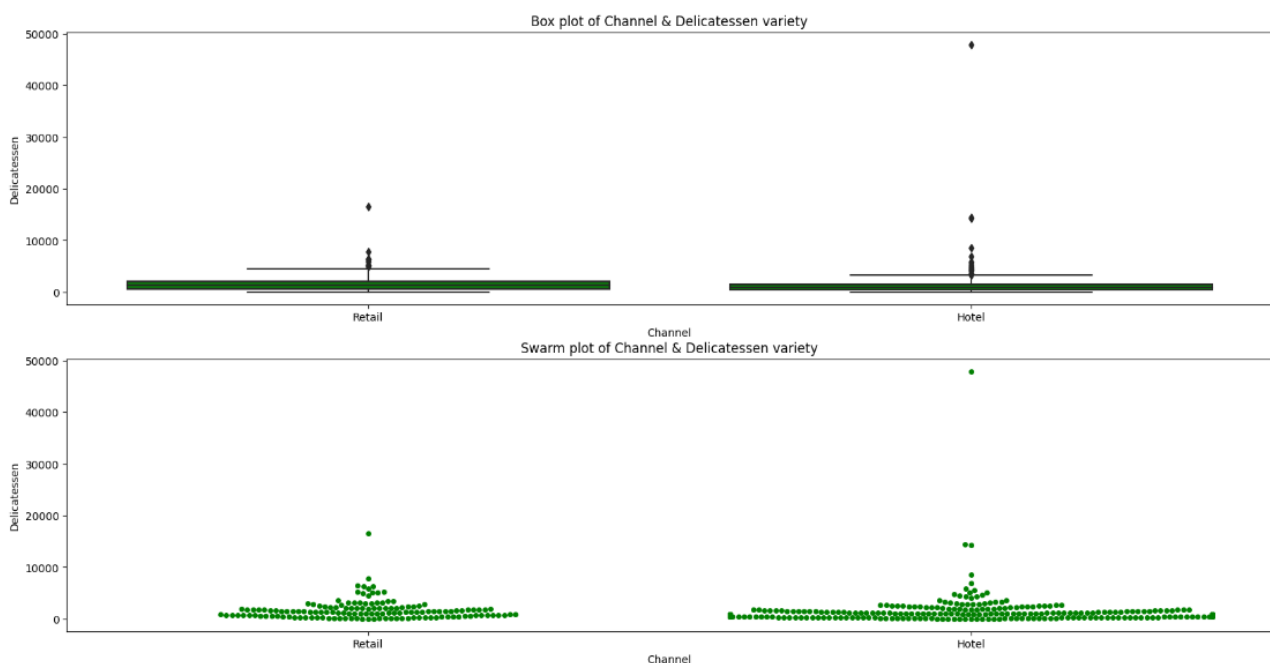 Box plot of Channel & Delicatessen variety
50000
40000
30000
20000
10000
0
Delicatessen
Retail
Hotel
Channel
Swarm plot of Channel & Delicatessen variety
50000
40000
30000
20000
10000
0
Delicatessen
Retail
Hotel
Channel